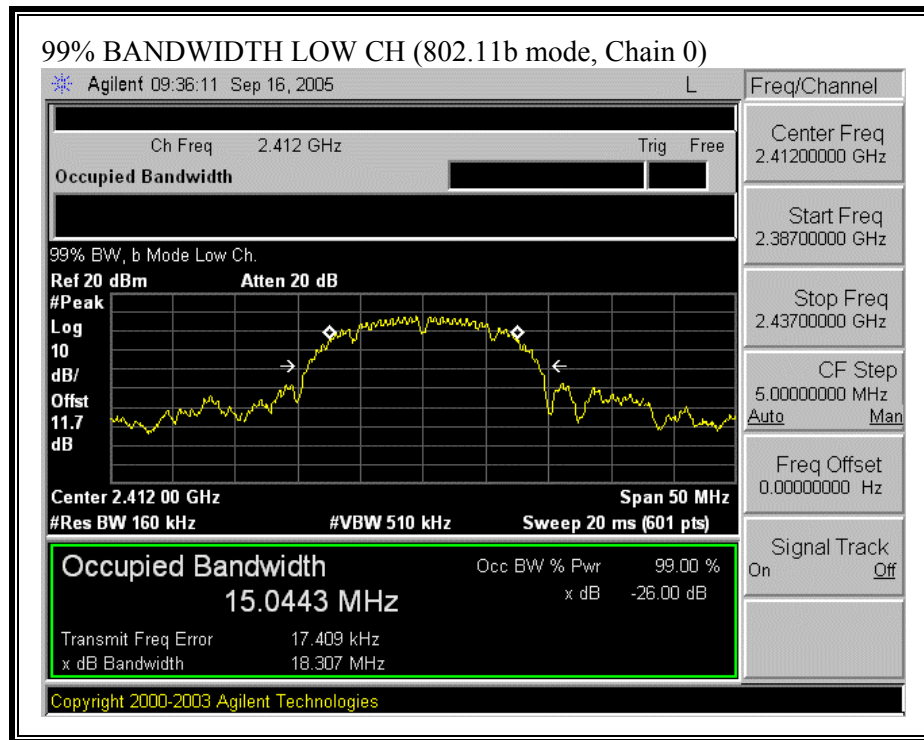 99% BANDWIDTH LOW CH (802.11b mode, Chain 0)
Agilent 09:36:11 Sep 16, 2005 L
Freq/Channel
Ch Freq 2.412 GHz Trig Free
Occupied Bandwidth
Center Freq
2.41200000 GHz
Start Freq
2.38700000 GHz
Stop Freq
2.43700000 GHz
CF Step
5.00000000 MHz
Auto Man
Freq Offset
0.00000000 Hz
Signal Track
On Off
99% BW, b Mode Low Ch.
Ref 20 dBm Atten 20 dB
#Peak
Log
10
dB/
Offst
11.7
dB
Center 2.412 00 GHz Span 50 MHz
#Res BW 160 kHz #VBW 510 kHz Sweep 20 ms (601 pts)
Occupied Bandwidth Occ BW % Pwr 99.00 %
15.0443 MHz x dB -26.00 dB
Transmit Freq Error 17.409 kHz
x dB Bandwidth 18.307 MHz
Copyright 2000-2003 Agilent Technologies